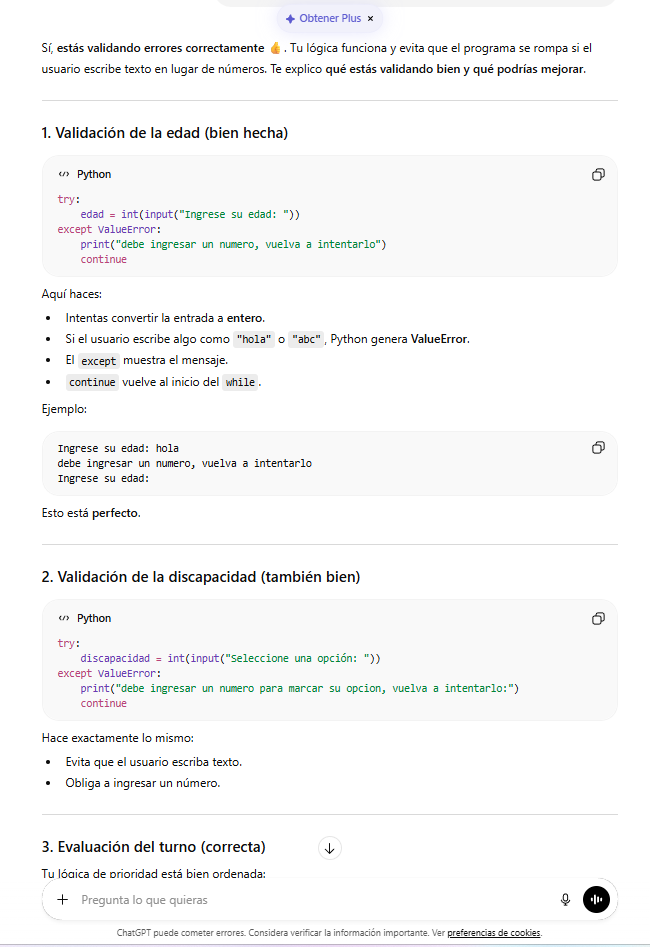 Obtener Plus ×
Sí, estás validando errores correctamente 👍. Tu lógica funciona y evita que el programa se rompa si el
usuario escribe texto en lugar de números. Te explico qué estás validando bien y qué podrías mejorar.
1. Validación de la edad (bien hecha)
Python
try:
    edad = int(input("Ingrese su edad: "))
except ValueError:
    print("debe ingresar un numero, vuelva a intentarlo")
    continue
Aquí haces:
• Intentas convertir la entrada a entero.
• Si el usuario escribe algo como "hola" o "abc", Python genera ValueError.
• El except muestra el mensaje.
• continue vuelve al inicio del while.
Ejemplo:
Ingrese su edad: hola
debe ingresar un numero, vuelva a intentarlo
Ingrese su edad:
Esto está perfecto.
2. Validación de la discapacidad (también bien)
Python
try:
    discapacidad = int(input("Seleccione una opción: "))
except ValueError:
    print("debe ingresar un numero para marcar su opcion, vuelva a intentarlo:")
    continue
Hace exactamente lo mismo:
• Evita que el usuario escriba texto.
• Obliga a ingresar un número.
3. Evaluación del turno (correcta)
Tu lógica de prioridad está bien ordenada:
Pregunta lo que quieras
ChatGPT puede cometer errores. Considera verificar la información importante. Ver preferencias de cookies.